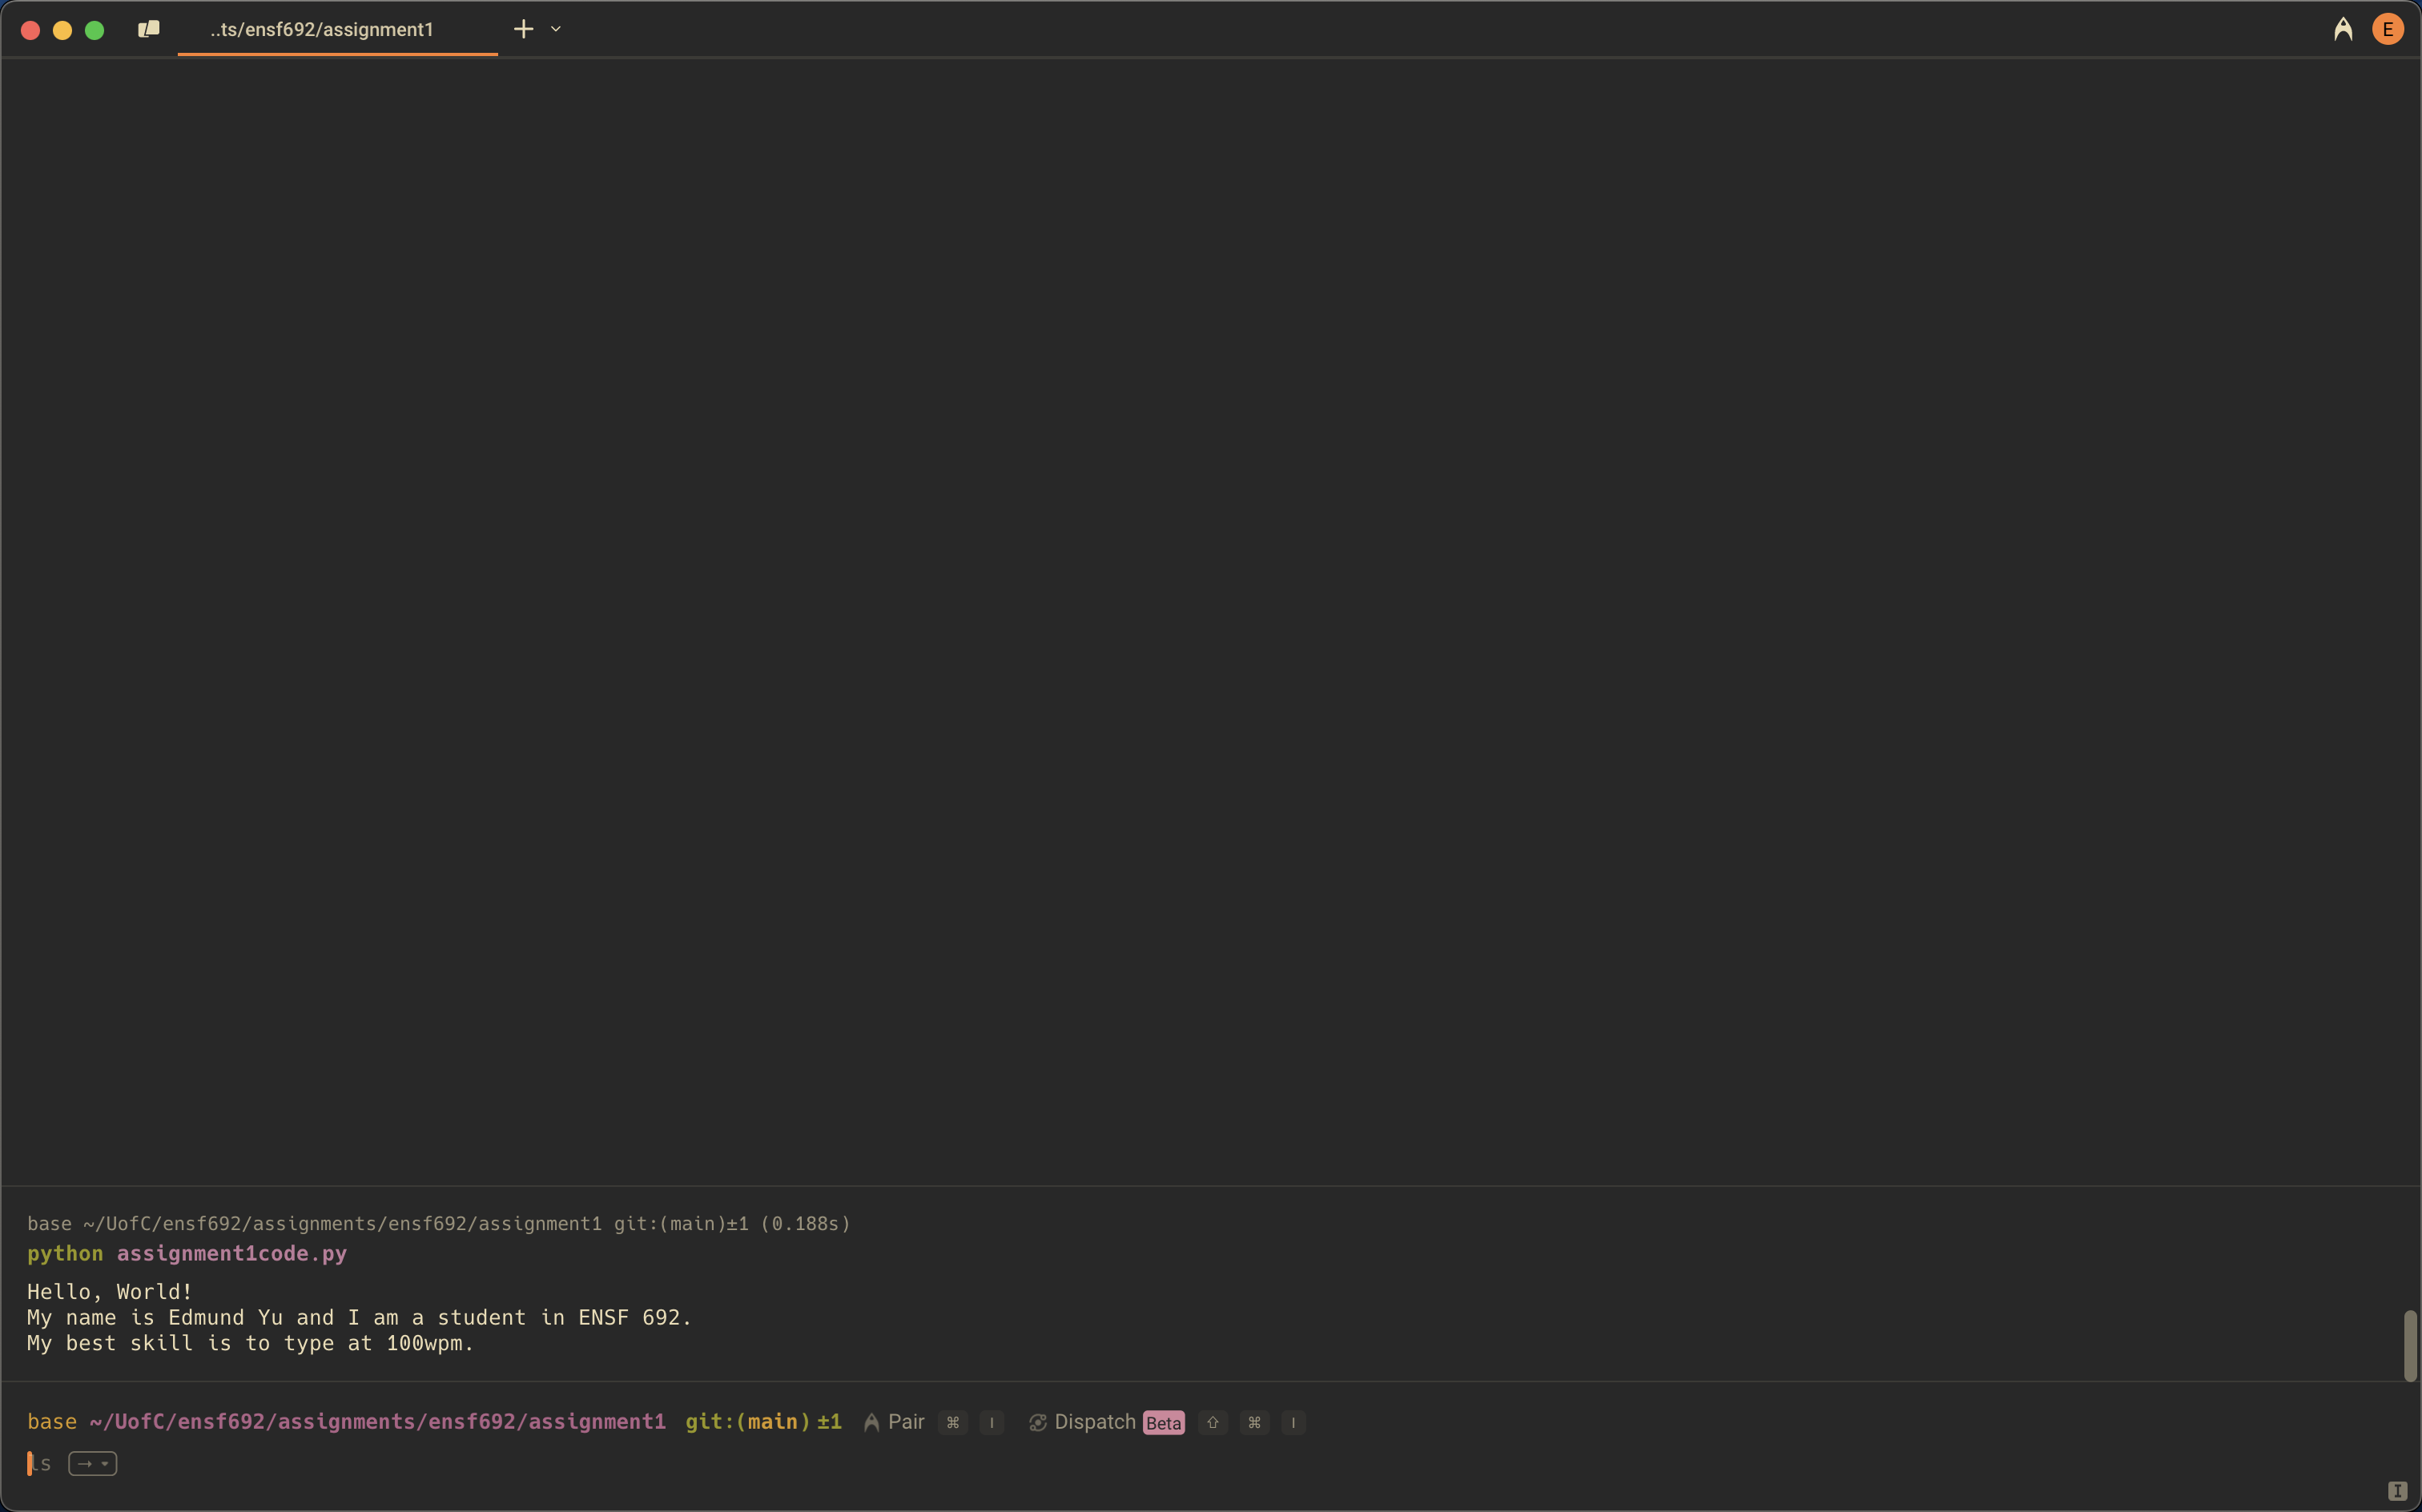 ..ts/ensf692/assignment1
E
base ~/UofC/ensf692/assignments/ensf692/assignment1 git:(main)±1 (0.188s)
python assignment1code.py
Hello, World!
My name is Edmund Yu and I am a student in ENSF 692.
My best skill is to type at 100wpm.
base ~/UofC/ensf692/assignments/ensf692/assignment1 git:(main)±1 Pair ⌘ I Dispatch Beta ⇧ ⌘ I
ls